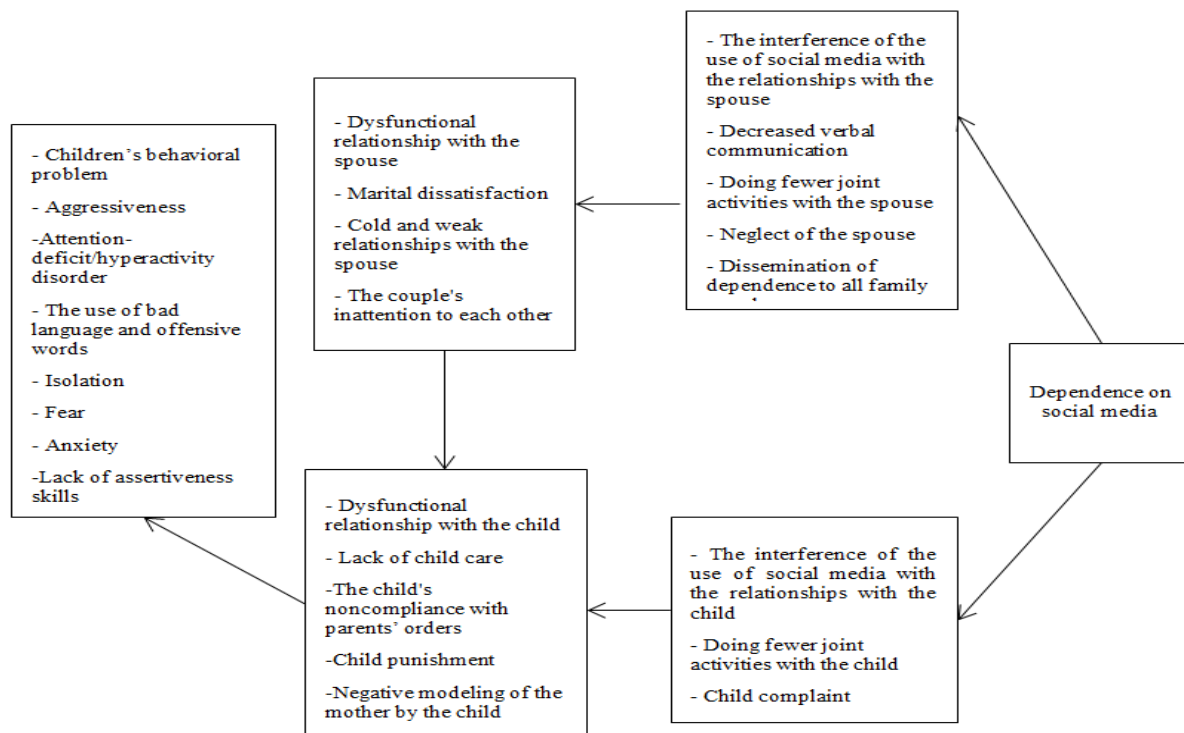 - The interference of the
use of social media with
the relationships with the
spouse
- Decreased verbal
communication
- Doing fewer joint
activities with the spouse
- Neglect of the spouse
- Dissemination of
dependence to all family
- Dysfunctional
relationship with the
spouse
- Marital dissatisfaction
- Cold and weak
relationships with the
spouse
- The couple's
inattention to each other
- Children’s behavioral
problem
- Aggressiveness
-Attention-
deficit/hyperactivity
disorder
- The use of bad
language and offensive
words
- Isolation
- Fear
- Anxiety
-Lack of assertiveness
skills
Dependence on
social media
- Dysfunctional
relationship with the child
- Lack of child care
-The child's
noncompliance with
parents’ orders
-Child punishment
-Negative modeling of the
mother by the child
- The interference of the
use of social media with
the relationships with the
child
- Doing fewer joint
activities with the child
- Child complaint